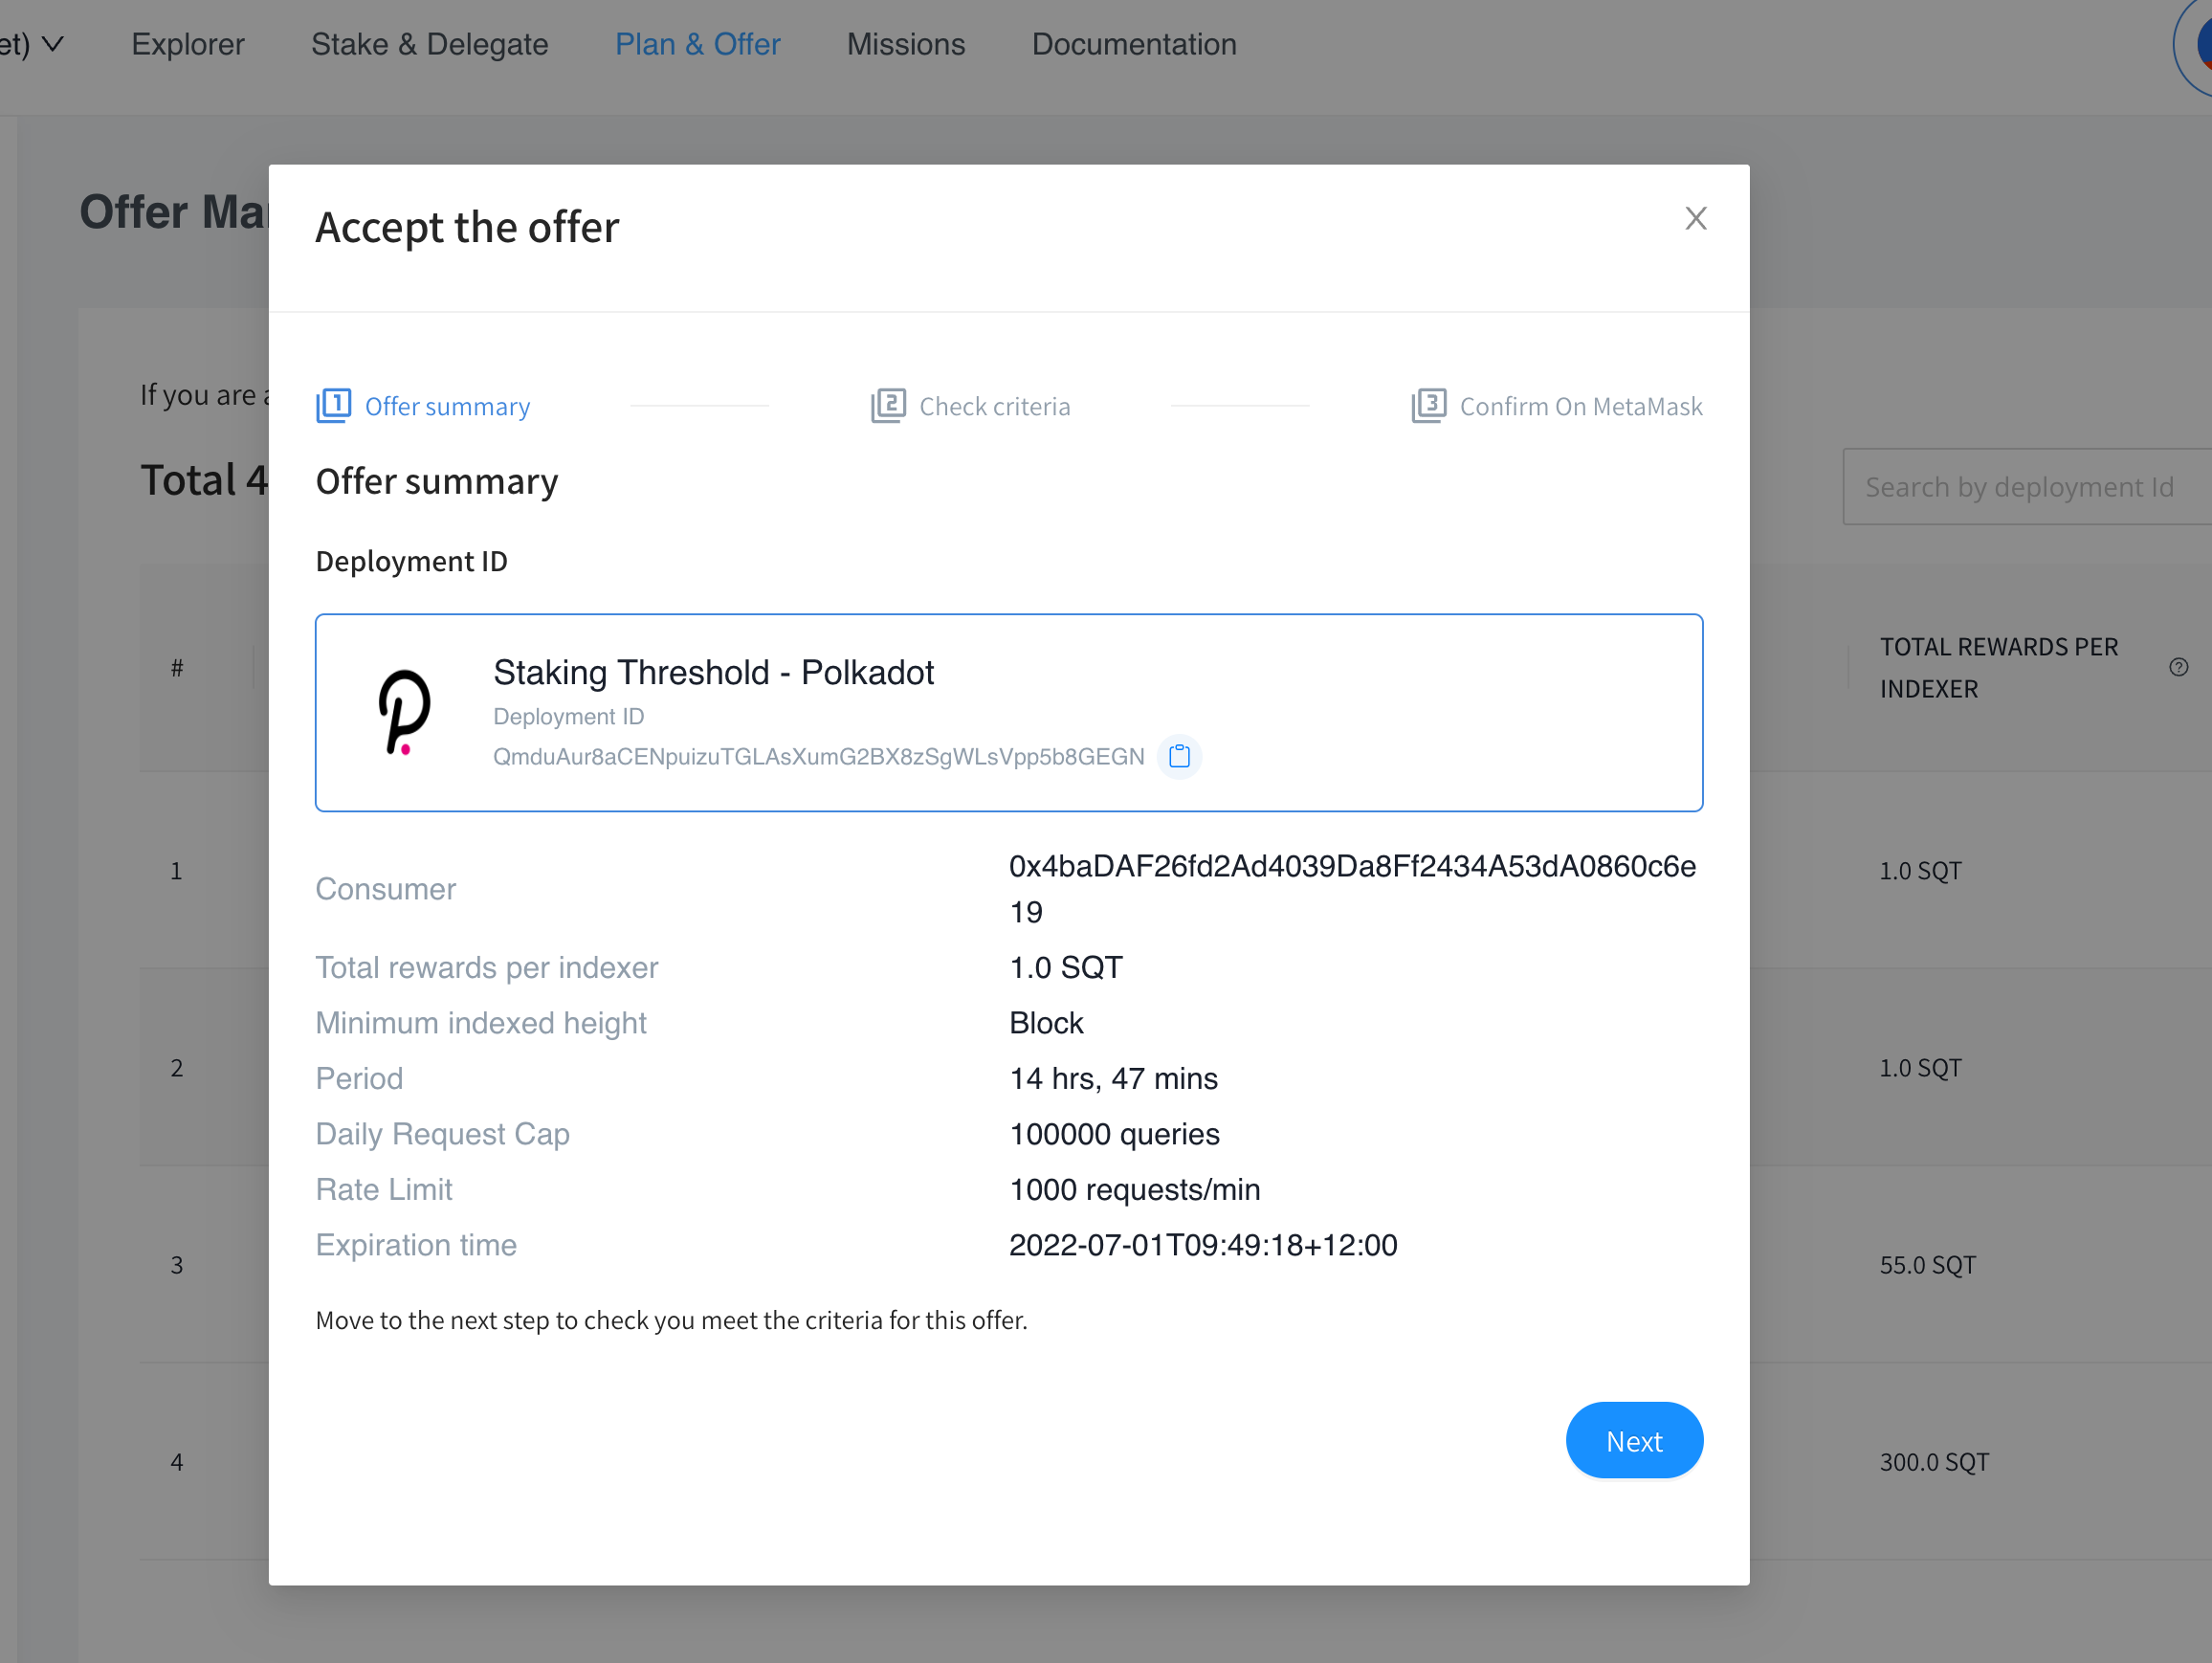 et) Explorer Stake & Delegate Plan & Offer Missions Documentation
Offer Mar
Accept the offer
If you are a
1 Offer summary 2 Check criteria 3 Confirm On MetaMask
Total 4
Offer summary
Search by deployment Id
Deployment ID
Staking Threshold - Polkadot
Deployment ID
QmduAur8aCENpuizuTGLAsXumG2BX8zSgWLsVpp5b8GEGN
# TOTAL REWARDS PER
INDEXER
Consumer 0x4baDAF26fd2Ad4039Da8Ff2434A53dA0860c6e
19
1 1.0 SQT
Total rewards per indexer 1.0 SQT
Minimum indexed height Block
2 1.0 SQT
Period 14 hrs, 47 mins
Daily Request Cap 100000 queries
Rate Limit 1000 requests/min
Expiration time 2022-07-01T09:49:18+12:00
3 55.0 SQT
Move to the next step to check you meet the criteria for this offer.
Next
4 300.0 SQT